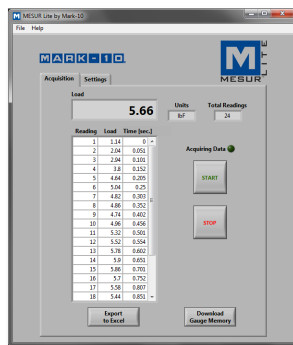 MESUR Lite by Mark-10
File Help
MARK-10
M
MESUR
LITE
Acquisition Settings
Load
5.66
Units
lbF
Total Readings
24
Reading Load Time [sec.]
1 1.14 0
2 2.04 0.051
3 2.94 0.101
4 3.8 0.152
5 4.64 0.205
6 5.04 0.25
7 4.82 0.303
8 4.86 0.352
9 4.74 0.402
10 4.96 0.456
11 5.32 0.501
12 5.52 0.554
13 5.78 0.602
14 5.9 0.651
15 5.86 0.701
16 5.7 0.752
17 5.58 0.807
18 5.44 0.851
Acquiring Data
START
STOP
Export
to Excel
Download
Gauge Memory